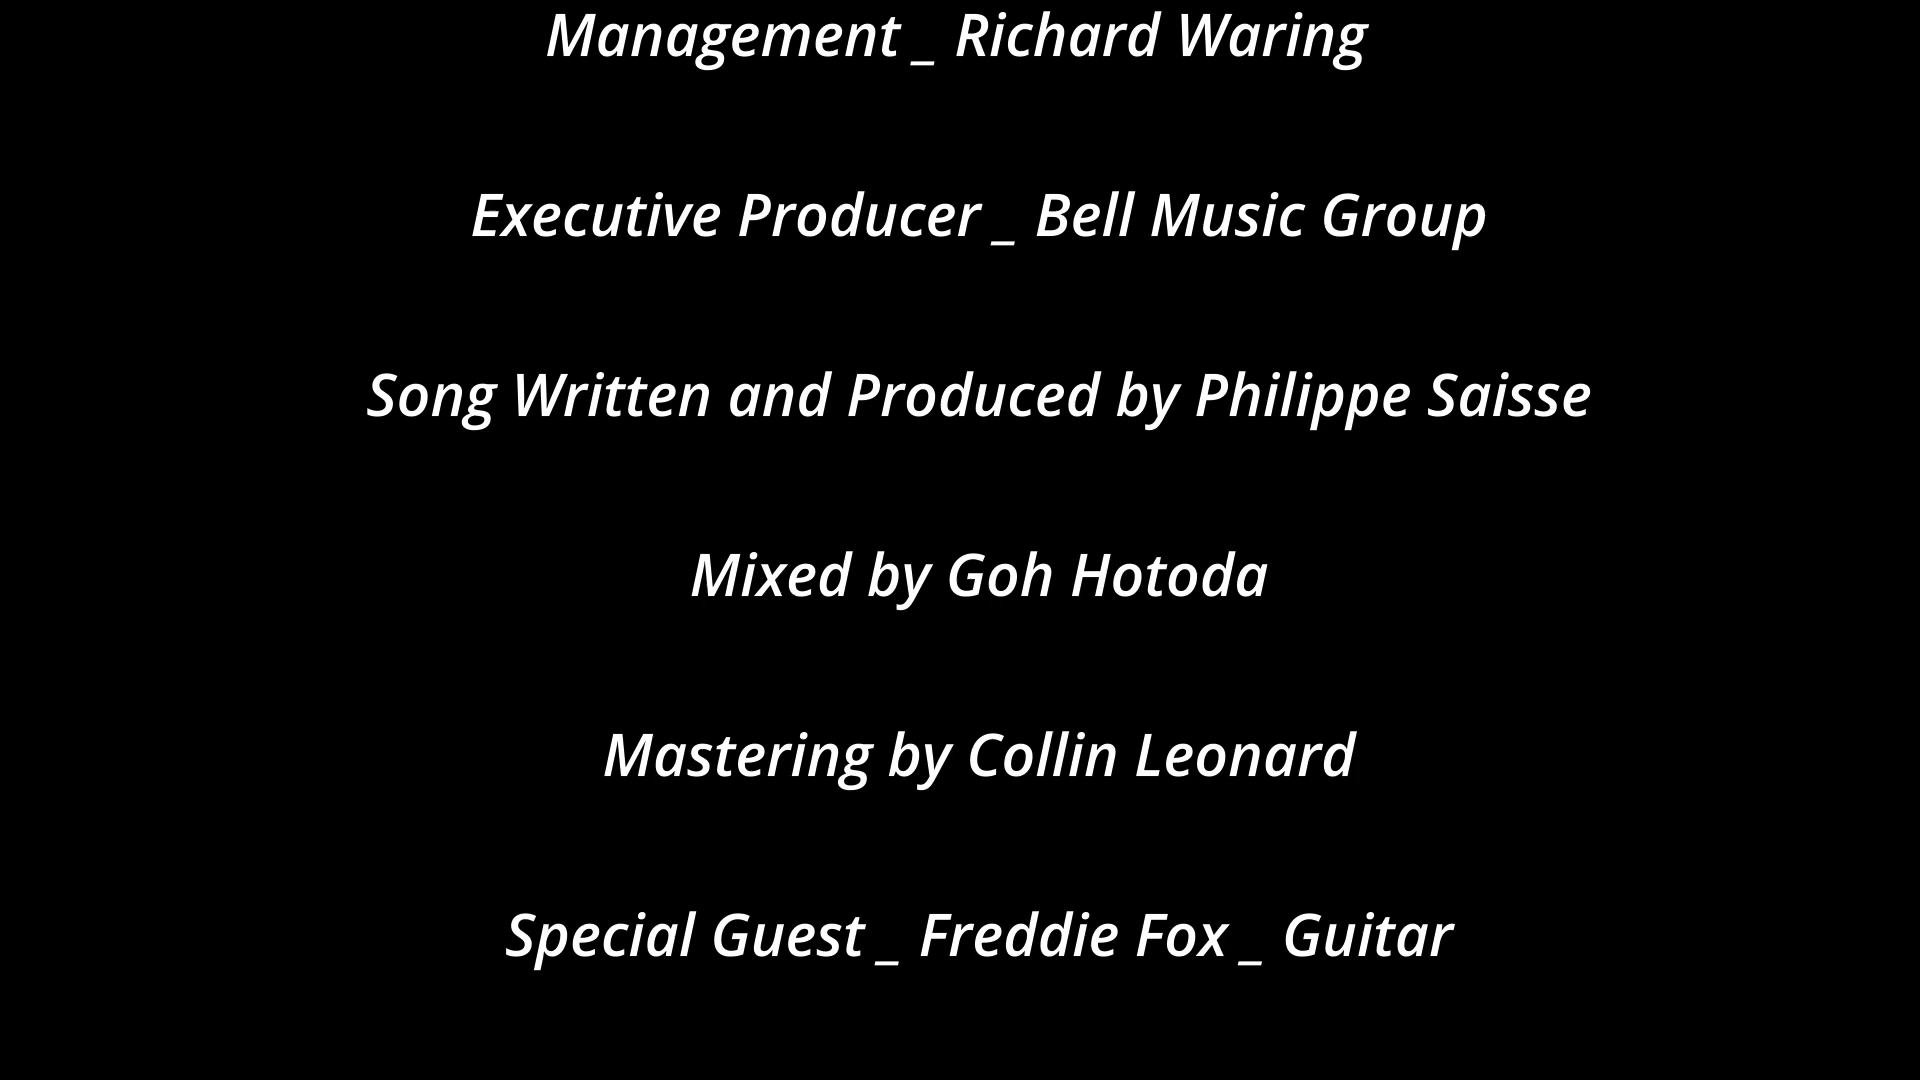 Management _ Richard Waring
Executive Producer _ Bell Music Group
Song Written and Produced by Philippe Saisse
Mixed by Goh Hotoda
Mastering by Collin Leonard
Special Guest _ Freddie Fox _ Guitar